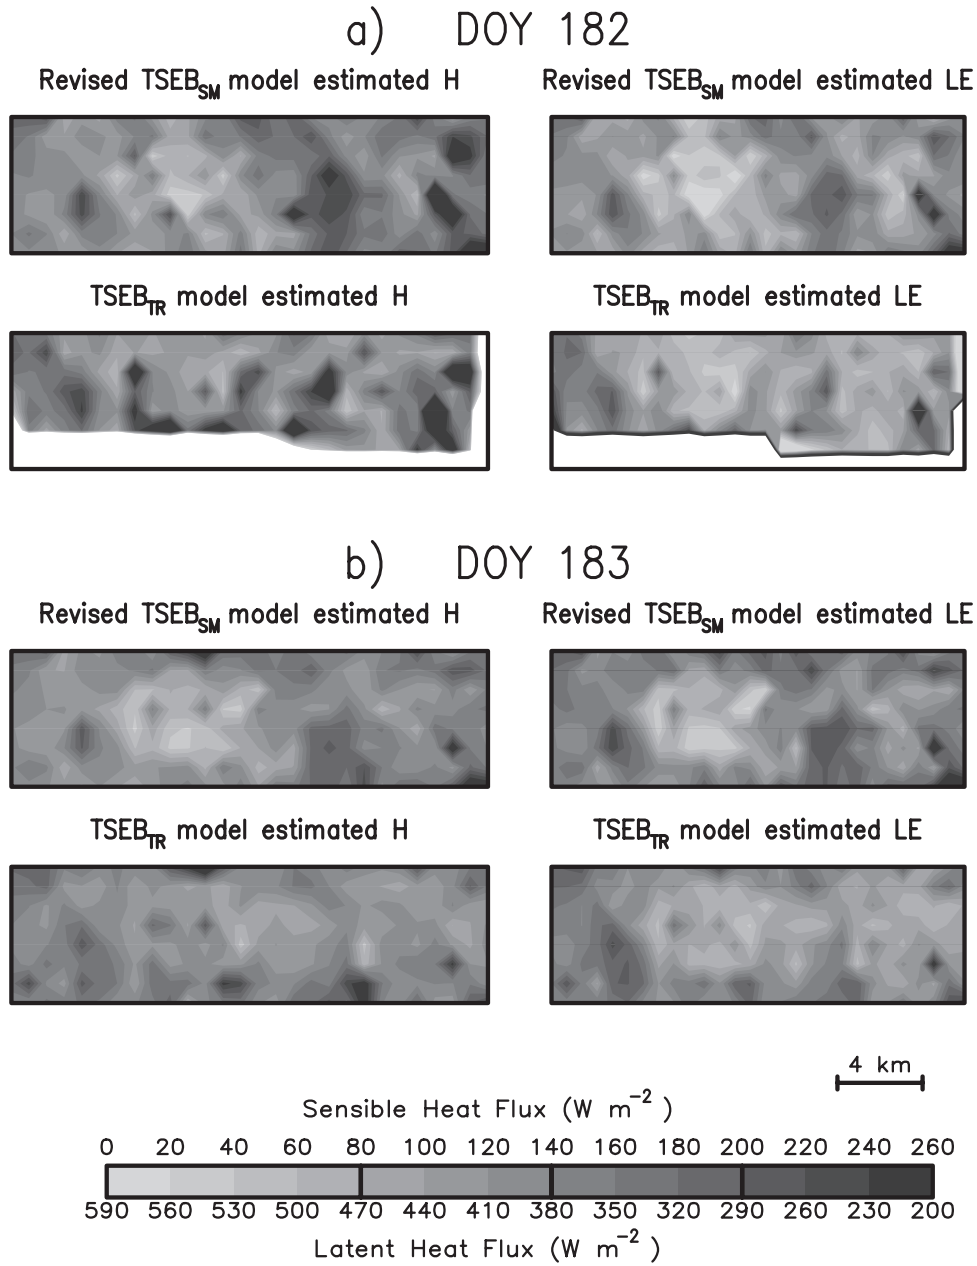 a) DOY 182
Revised TSEB_SM model estimated H
Revised TSEB_SM model estimated LE
TSEB_TR model estimated H
TSEB_TR model estimated LE
b) DOY 183
Revised TSEB_SM model estimated H
Revised TSEB_SM model estimated LE
TSEB_TR model estimated H
TSEB_TR model estimated LE
4 km
Sensible Heat Flux (W m⁻²)
0 20 40 60 80 100 120 140 160 180 200 220 240 260
590 560 530 500 470 440 410 380 350 320 290 260 230 200
Latent Heat Flux (W m⁻²)